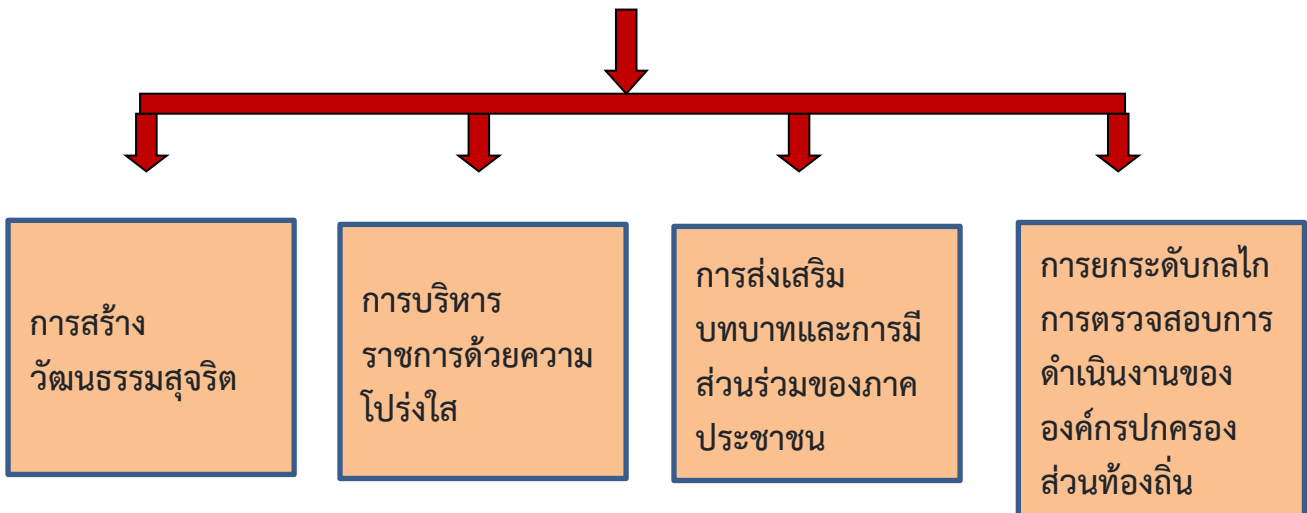 การสร้าง
วัฒนธรรมสุจริต
การบริหาร
ราชการด้วยความ
โปร่งใส
การส่งเสริม
บทบาทและการมี
ส่วนร่วมของภาค
ประชาชน
การยกระดับกลไก
การตรวจสอบการ
ดำเนินงานของ
องค์กรปกครอง
ส่วนท้องถิ่น